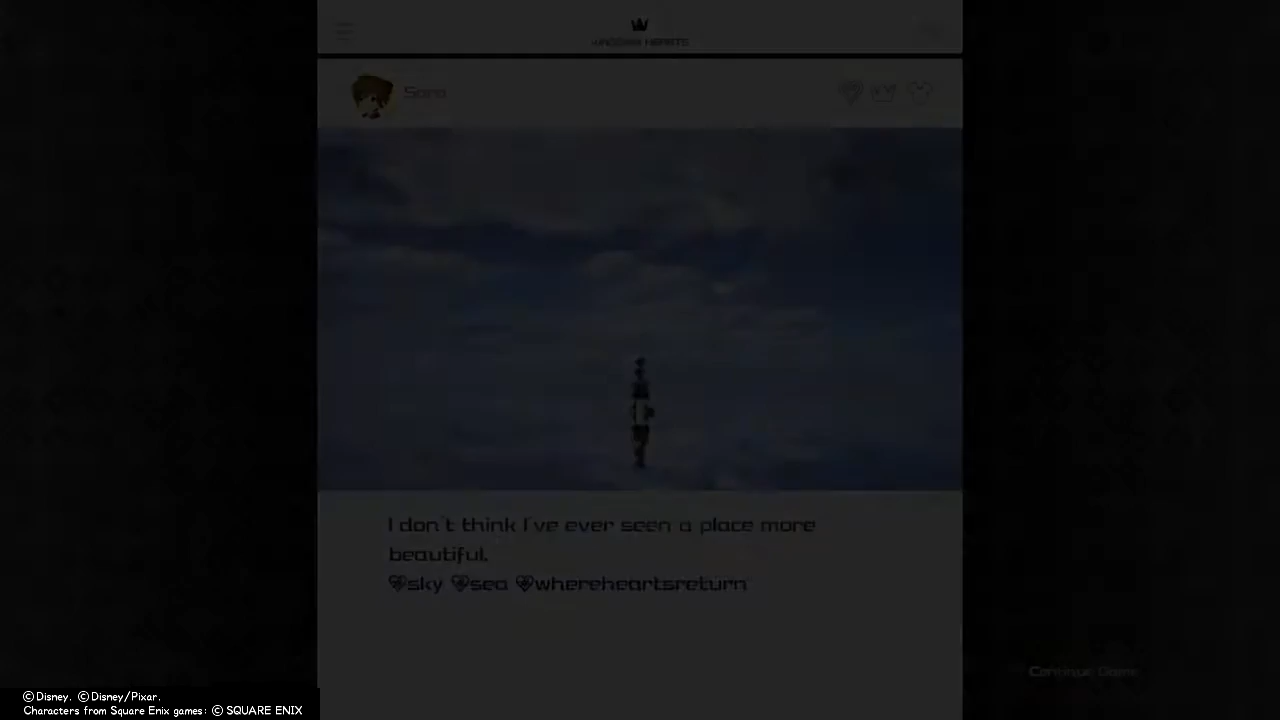 KINGDOM HEARTS
Sora
I don't think I've ever seen a place more
beautiful.
sky sea whereheartsreturn
Continue Game
©Disney. ©Disney/Pixar.
Characters from Square Enix games: © SQUARE ENIX